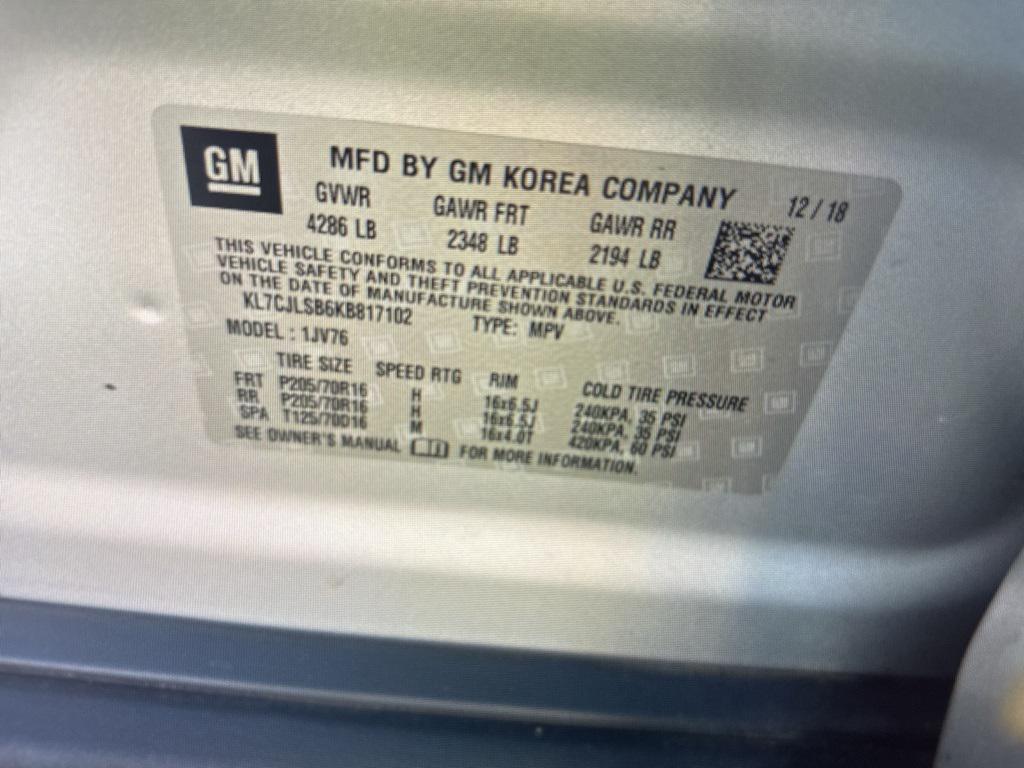 GM
MFD BY GM KOREA COMPANY 12/18
GVWR GAWR FRT GAWR RR
4286 LB 2348 LB 2194 LB
THIS VEHICLE CONFORMS TO ALL APPLICABLE U.S. FEDERAL MOTOR
VEHICLE SAFETY AND THEFT PREVENTION STANDARDS IN EFFECT
ON THE DATE OF MANUFACTURE SHOWN ABOVE.
KL7CJLSB6KB817102 TYPE: MPV
MODEL: 1JV76
TIRE SIZE SPEED RTG RIM COLD TIRE PRESSURE
FRT P205/70R16 H 16x6.5J 240KPA, 35 PSI
RR P205/70R16 H 16x6.5J 240KPA, 35 PSI
SPA T125/70D16 M 16x4.0T 420KPA, 60 PSI
SEE OWNER'S MANUAL FOR MORE INFORMATION.